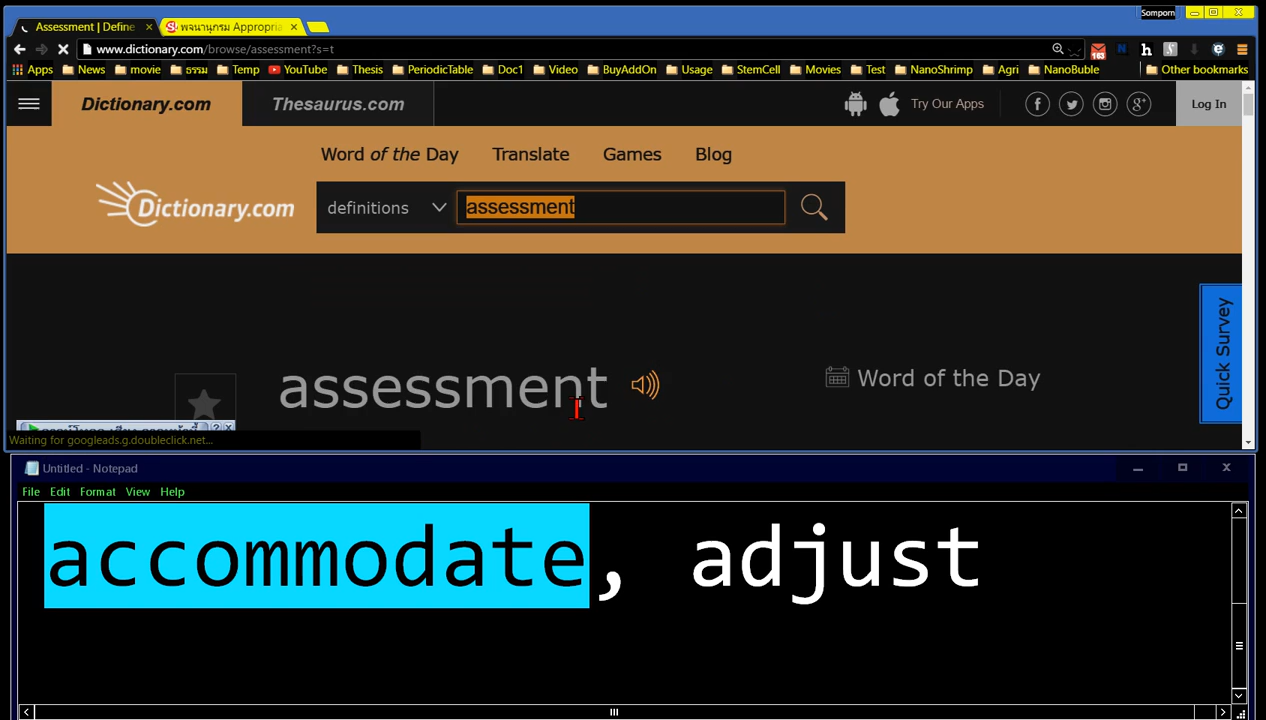 Somporn
Assessment | Define × พจนานุกรม Appropria ×
www.dictionary.com/browse/assessment?s=t
163 N h
Apps News movie ธรรม Temp YouTube Thesis PeriodicTable Doc1 Video BuyAddOn Usage StemCell Movies Test NanoShrimp Agri NanoBuble Other bookmarks
Dictionary.com Thesaurus.com Try Our Apps Log In
Word of the Day Translate Games Blog
Dictionary.com definitions assessment
Quick Survey
assessment Word of the Day
Waiting for googleads.g.doubleclick.net...
Untitled - Notepad
File Edit Format View Help
accommodate, adjust